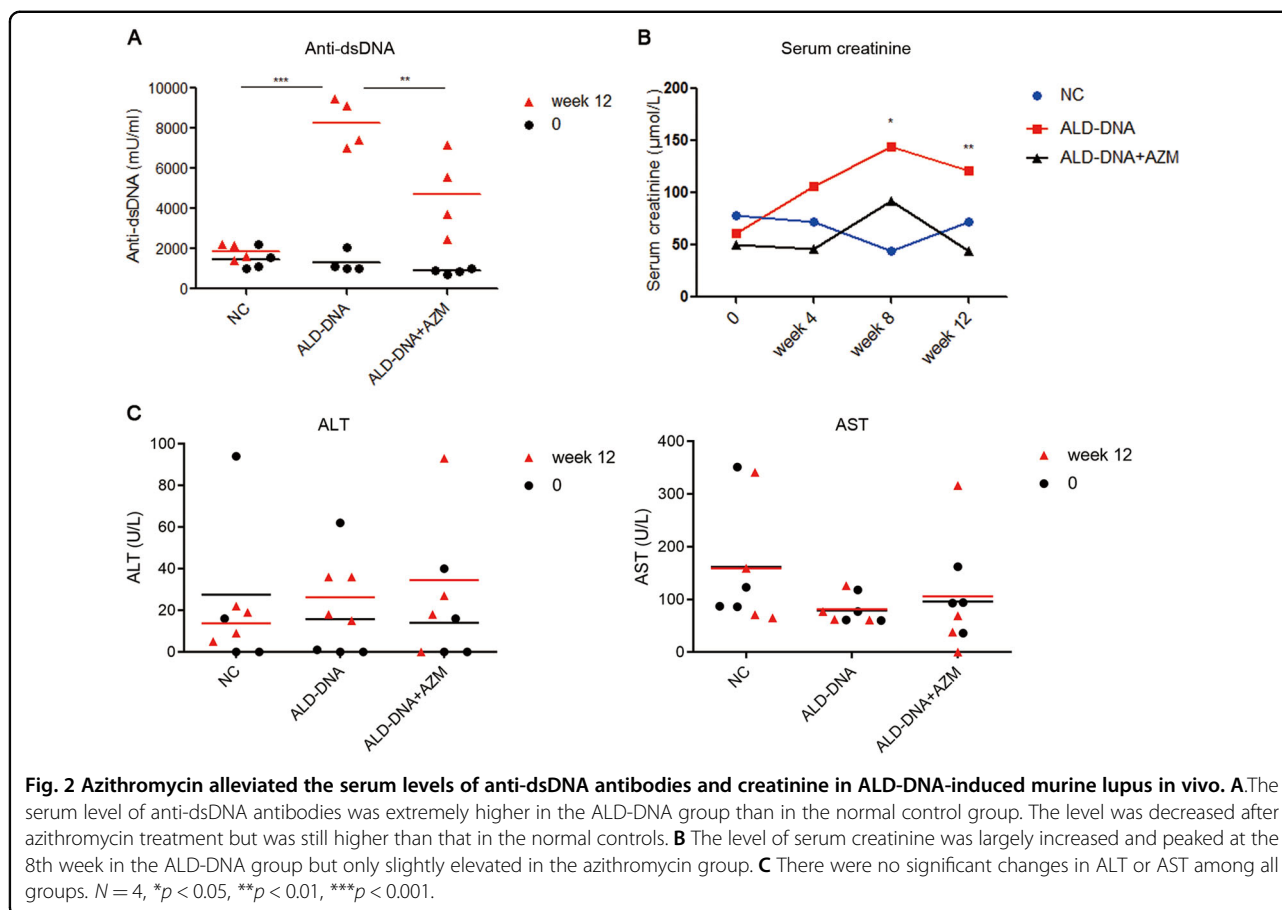 A
Anti-dsDNA
***
**
10000
8000
6000
4000
2000
0
Anti-dsDNA (mU/ml)
NC
ALD-DNA
ALD-DNA+AZM
week 12
0
B
Serum creatinine
200
150
100
50
0
Serum creatinine (μmol/L)
*
**
0
week 4
week 8
week 12
NC
ALD-DNA
ALD-DNA+AZM
C
ALT
100
80
60
40
20
0
ALT (U/L)
NC
ALD-DNA
ALD-DNA+AZM
week 12
0
AST
400
300
200
100
0
AST (U/L)
NC
ALD-DNA
ALD-DNA+AZM
week 12
0
Fig. 2 Azithromycin alleviated the serum levels of anti-dsDNA antibodies and creatinine in ALD-DNA-induced murine lupus in vivo. A.The
serum level of anti-dsDNA antibodies was extremely higher in the ALD-DNA group than in the normal control group. The level was decreased after
azithromycin treatment but was still higher than that in the normal controls. B The level of serum creatinine was largely increased and peaked at the
8th week in the ALD-DNA group but only slightly elevated in the azithromycin group. C There were no significant changes in ALT or AST among all
groups. N = 4, *p < 0.05, **p < 0.01, ***p < 0.001.